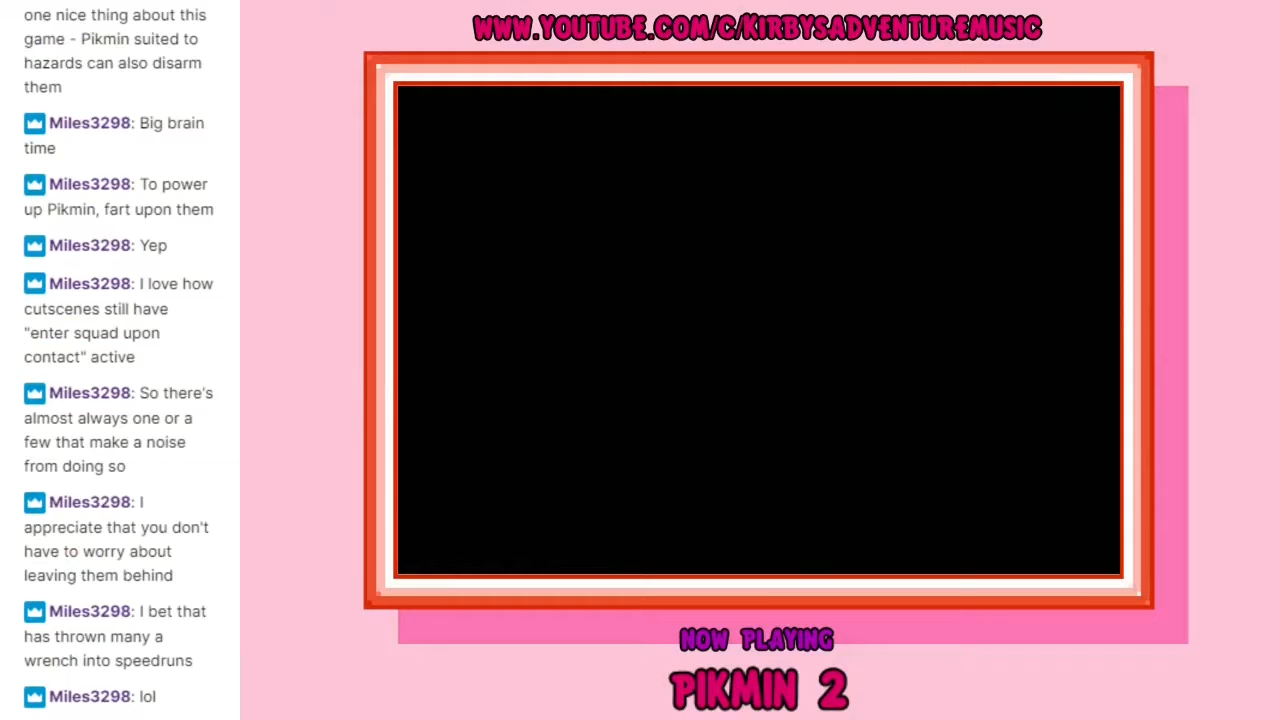 one nice thing about this
game - Pikmin suited to
hazards can also disarm
them
Miles3298: Big brain
time
Miles3298: To power
up Pikmin, fart upon them
Miles3298: Yep
Miles3298: I love how
cutscenes still have
"enter squad upon
contact" active
Miles3298: So there's
almost always one or a
few that make a noise
from doing so
Miles3298: I
appreciate that you don't
have to worry about
leaving them behind
Miles3298: I bet that
has thrown many a
wrench into speedruns
Miles3298: lol
WWW.YOUTUBE.COM/C/KIRBYSADVENTUREMUSIC
NOW PLAYING
PIKMIN 2